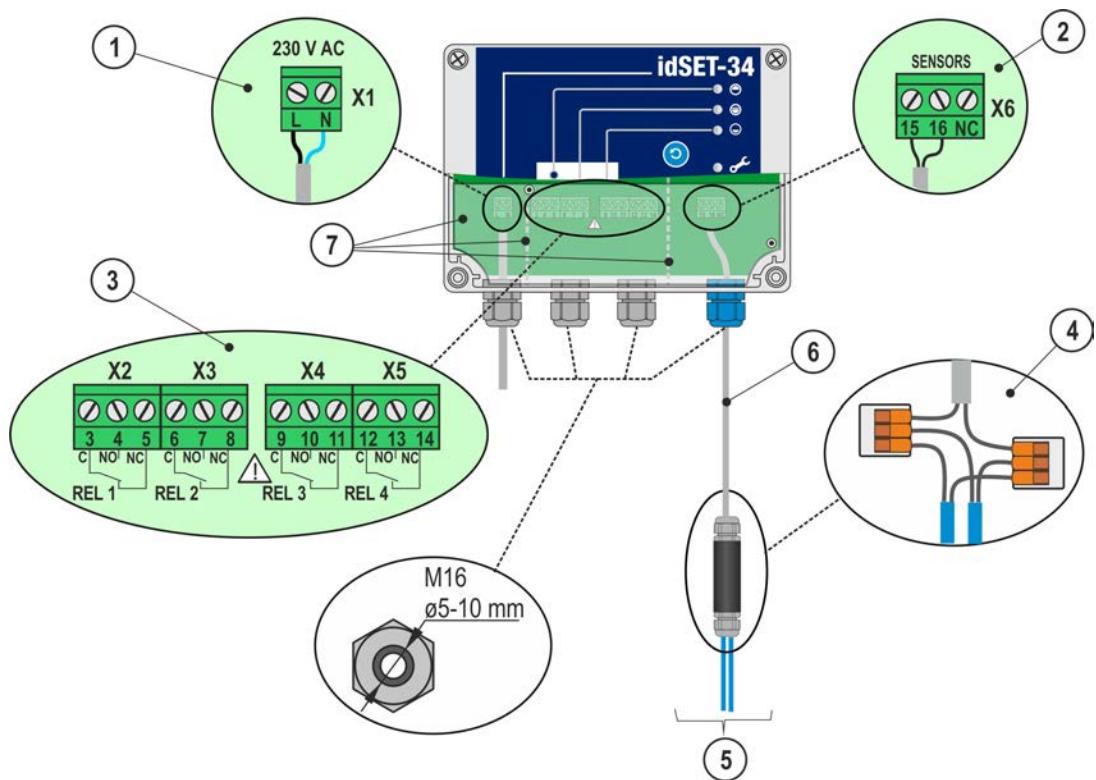 1
230 V AC
X1
L N
idSET-34
2
SENSORS
X6
15 16 NC
7
3
X2 X3 X4 X5
3 4 5 6 7 8 9 10 11 12 13 14
C NO NC C NO NC C NO NC C NO NC
REL 1 REL 2 REL 3 REL 4
6
4
M16
ø5-10 mm
5